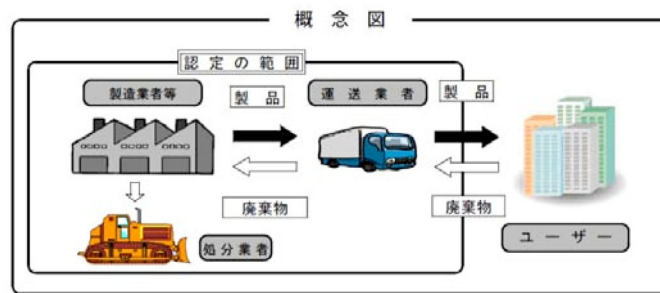 概念図
認定の範囲
製造業者等
製品
運送業者
製品
廃棄物
廃棄物
処分業者
ユーザー